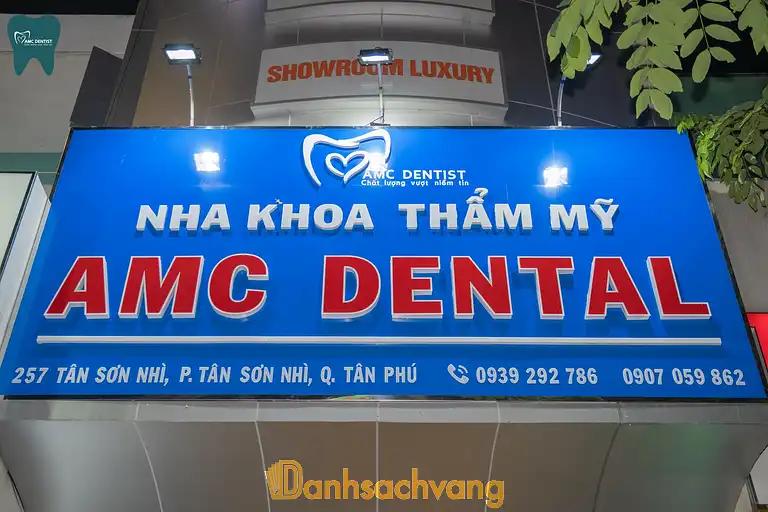 AMC DENTIST
SHOWROOM LUXURY
AMC DENTIST
Chất lượng vượt niềm tin
NHA KHOA THẨM MỸ
AMC DENTAL
257 TÂN SƠN NHÌ, P. TÂN SƠN NHÌ, Q. TÂN PHÚ 0939 292 786 0907 059 862
Danhsachvang